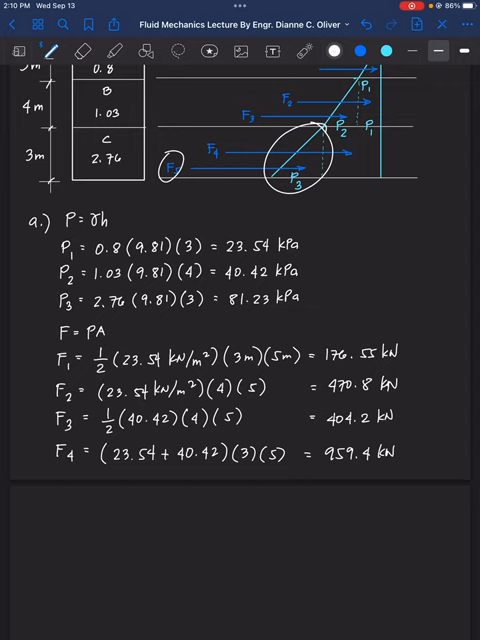 2:10 PM Wed Sep 13
86%
Fluid Mechanics Lecture By Engr. Dianne C. Oliver
3m
0.8
P₁
4m
B
1.03
F₂
F₃
P₂
P₁
3m
C
2.76
F₄
F₅
P₃
a.) P=γh
P₁ = 0.8(9.81)(3) = 23.54 kPa
P₂ = 1.03(9.81)(4) = 40.42 kPa
P₃ = 2.76(9.81)(3) = 81.23 kPa
F=PA
F₁ = 1/2 (23.54 kN/m²)(3m)(5m) = 176.55 kN
F₂ = (23.54 kN/m²)(4)(5) = 470.8 kN
F₃ = 1/2 (40.42)(4)(5) = 404.2 kN
F₄ = (23.54 + 40.42)(3)(5) = 959.4 kN